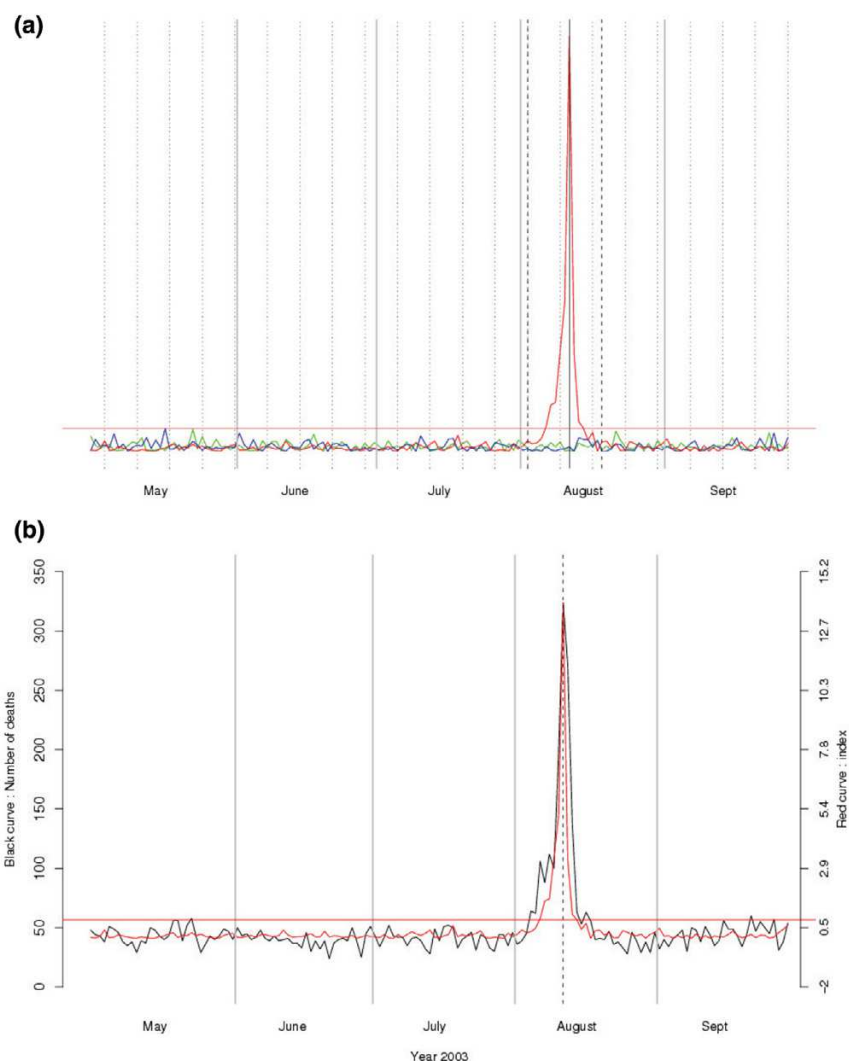 (a)
May June July August Sept
(b)
Black curve : Number of deaths
350
300
250
200
150
100
50
0
15.2
12.7
10.3
7.8
5.4
2.9
0.5
−2
Red curve : index
May June July August Sept
Year 2003